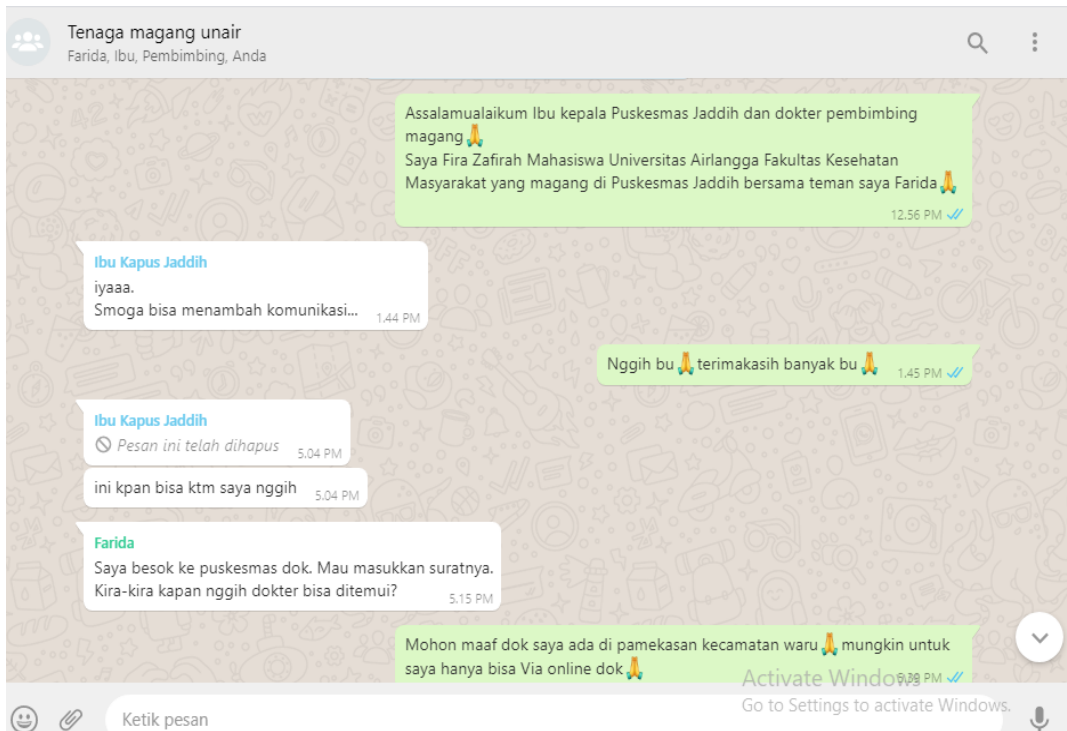 Tenaga magang unair
Farida, Ibu, Pembimbing, Anda
Assalamualaikum Ibu kepala Puskesmas Jaddih dan dokter pembimbing
magang🙏
Saya Fira Zafirah Mahasiswa Universitas Airlangga Fakultas Kesehatan
Masyarakat yang magang di Puskesmas Jaddih bersama teman saya Farida🙏
12.56 PM
Ibu Kapus Jaddih
iyaaa.
Smoga bisa menambah komunikasi...
1.44 PM
Nggih bu🙏terimakasih banyak bu🙏
1.45 PM
Ibu Kapus Jaddih
Pesan ini telah dihapus
5.04 PM
ini kpan bisa ktm saya nggih
5.04 PM
Farida
Saya besok ke puskesmas dok. Mau masukkan suratnya.
Kira-kira kapan nggih dokter bisa ditemui?
5.15 PM
Mohon maaf dok saya ada di pamekasan kecamatan waru🙏mungkin untuk
saya hanya bisa Via online dok🙏
PM
Activate Windows
Go to Settings to activate Windows.
Ketik pesan